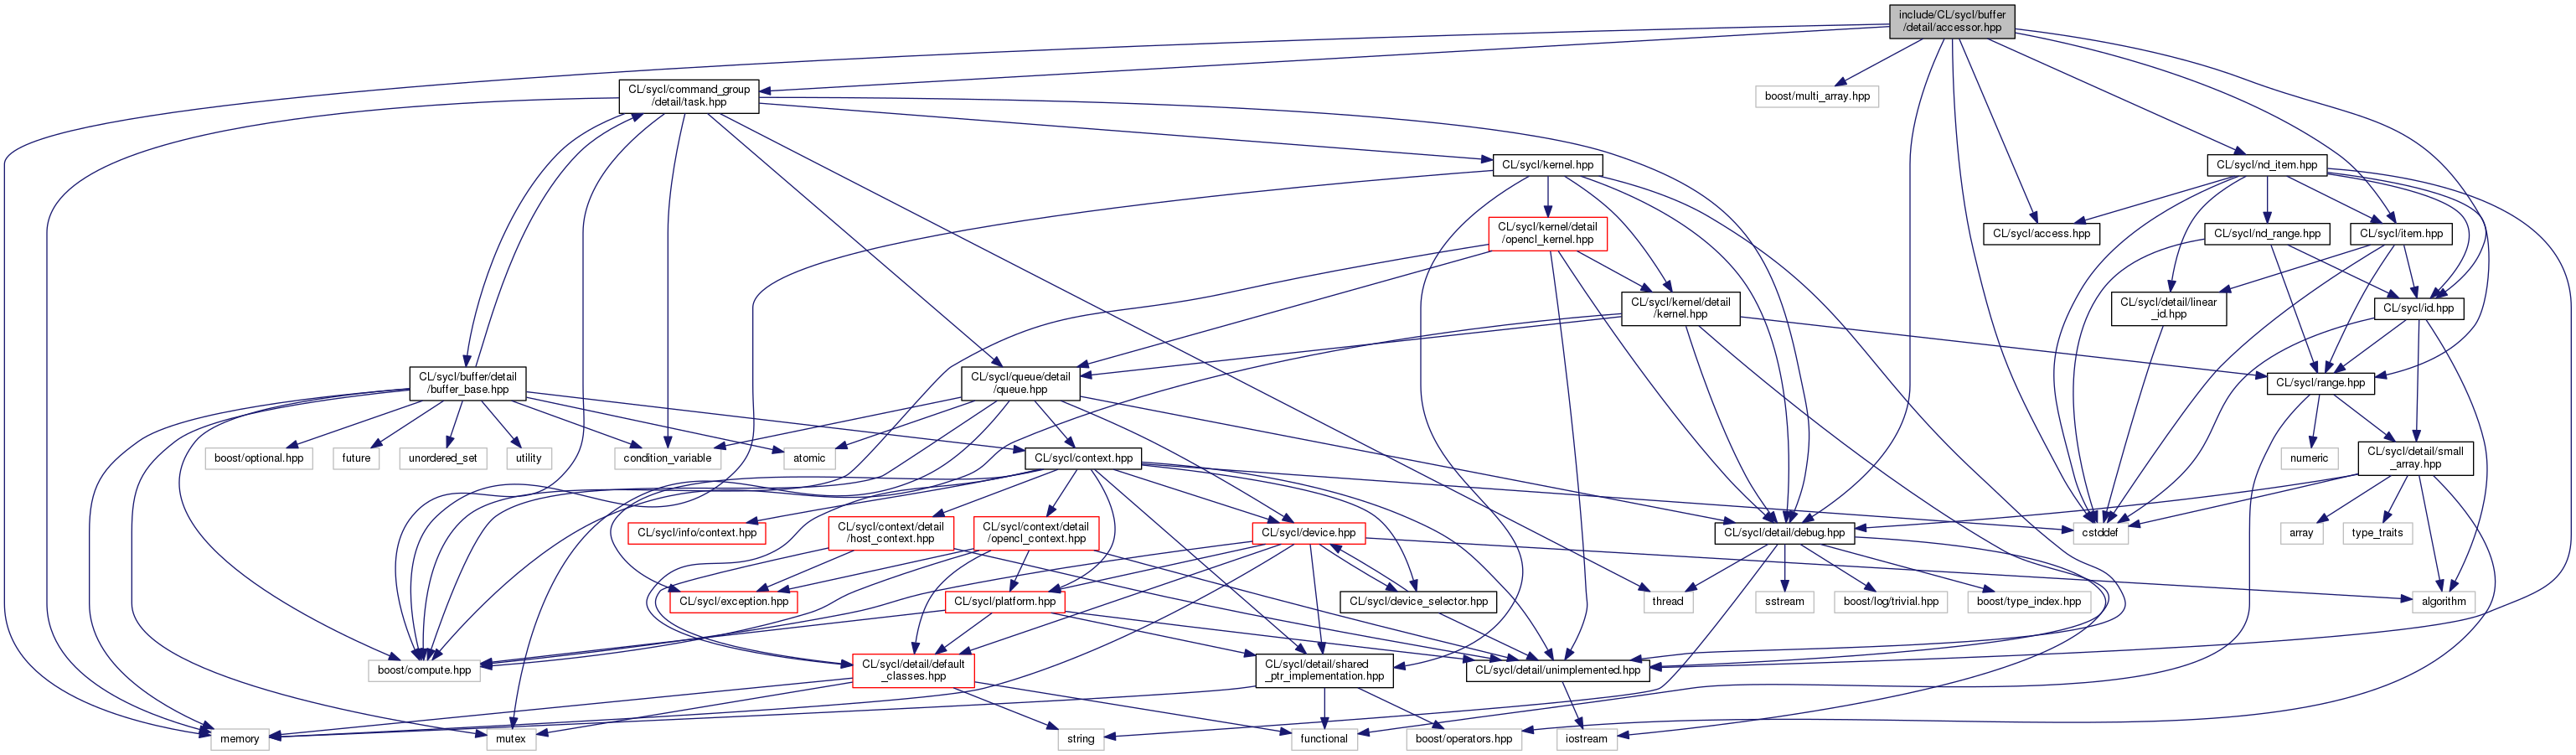 include/CL/sycl/buffer
/detail/accessor.hpp
CL/sycl/command_group
/detail/task.hpp
boost/multi_array.hpp
CL/sycl/kernel.hpp
CL/sycl/nd_item.hpp
CL/sycl/kernel/detail
/opencl_kernel.hpp
CL/sycl/access.hpp
CL/sycl/nd_range.hpp
CL/sycl/item.hpp
CL/sycl/kernel/detail
/kernel.hpp
CL/sycl/detail/linear
_id.hpp
CL/sycl/id.hpp
CL/sycl/buffer/detail
/buffer_base.hpp
CL/sycl/queue/detail
/queue.hpp
CL/sycl/range.hpp
boost/optional.hpp
future
unordered_set
utility
condition_variable
atomic
CL/sycl/context.hpp
numeric
CL/sycl/detail/small
_array.hpp
CL/sycl/info/context.hpp
CL/sycl/context/detail
/host_context.hpp
CL/sycl/context/detail
/opencl_context.hpp
CL/sycl/device.hpp
CL/sycl/detail/debug.hpp
cstddef
array
type_traits
CL/sycl/exception.hpp
CL/sycl/platform.hpp
CL/sycl/device_selector.hpp
thread
sstream
boost/log/trivial.hpp
boost/type_index.hpp
algorithm
boost/compute.hpp
CL/sycl/detail/default
_classes.hpp
CL/sycl/detail/shared
_ptr_implementation.hpp
CL/sycl/detail/unimplemented.hpp
memory
mutex
string
functional
boost/operators.hpp
iostream